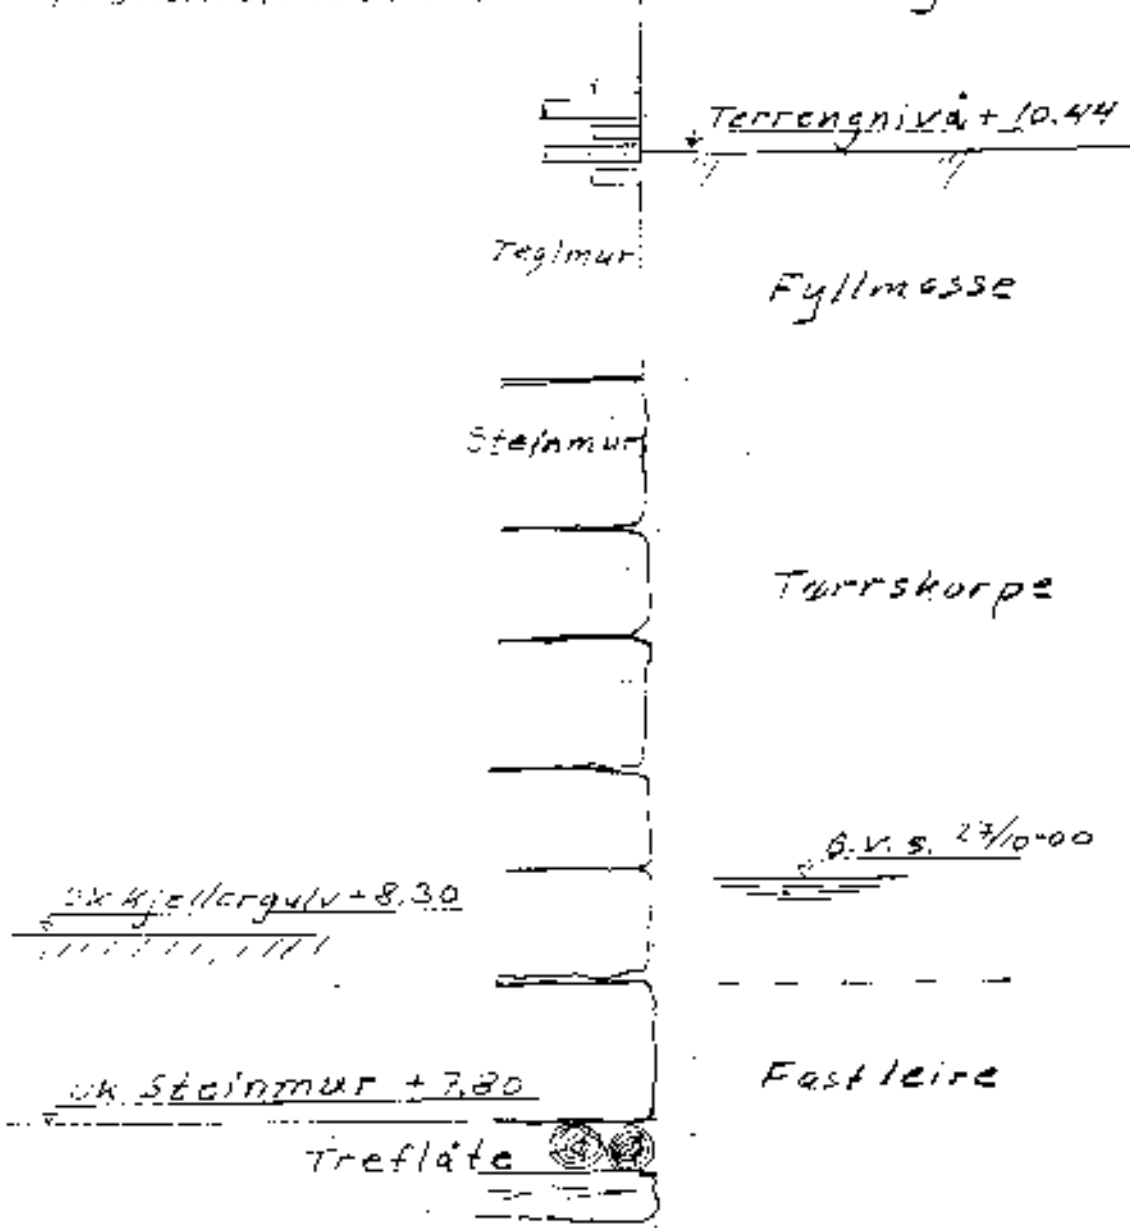 Terrengnivå + 10.44
Teglmur
Fyllmasse
Steinmur
Tørrskorpe
G.V.S. 27/10-00
OK Kjellergulv + 8.30
Fast leire
UK Steinmur + 7.80
Treflåte